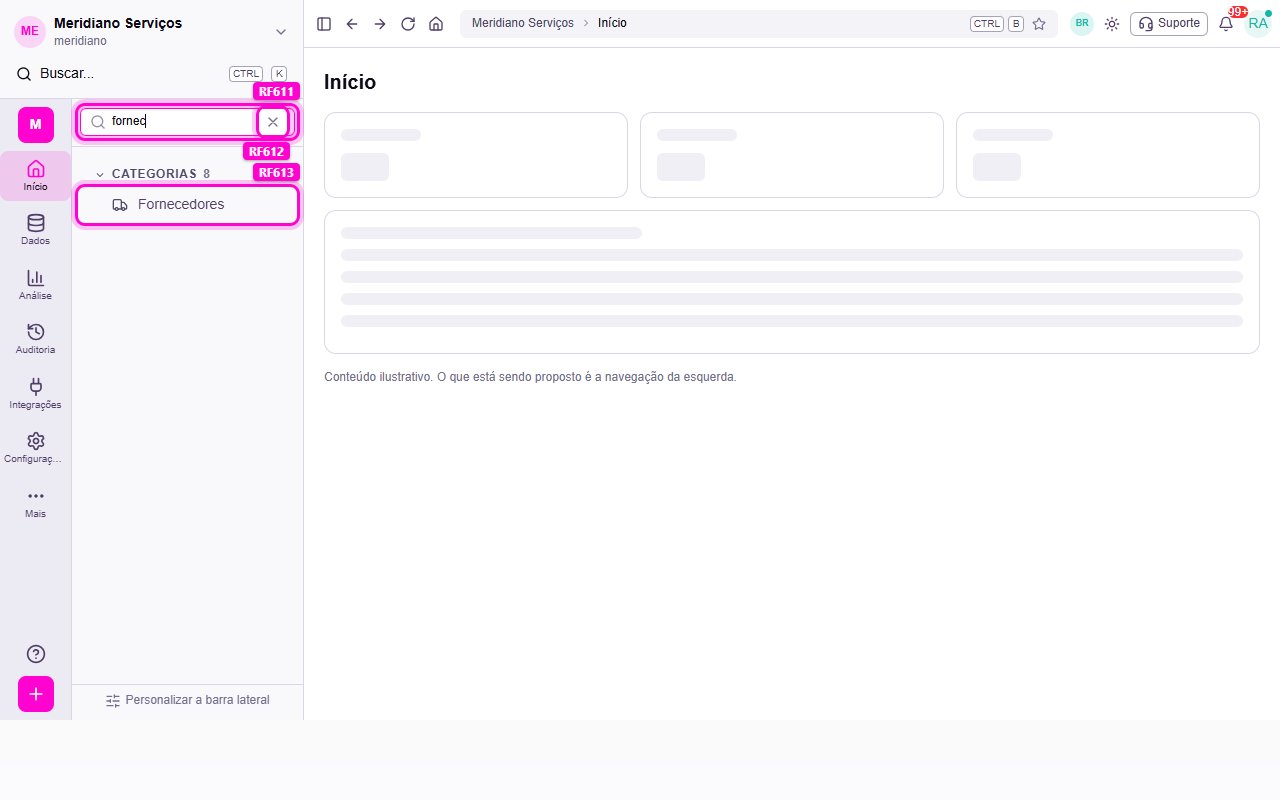 ME
Meridiano Serviços
meridiano
Buscar...
CTRL K
Meridiano Serviços > Início
CTRL B
BR
Suporte
99+
RA
RF611
M
fornec
RF612
RF613
CATEGORIAS 8
Fornecedores
Início
Dados
Análise
Auditoria
Integrações
Configuraç...
Mais
Personalizar a barra lateral
Início
Conteúdo ilustrativo. O que está sendo proposto é a navegação da esquerda.